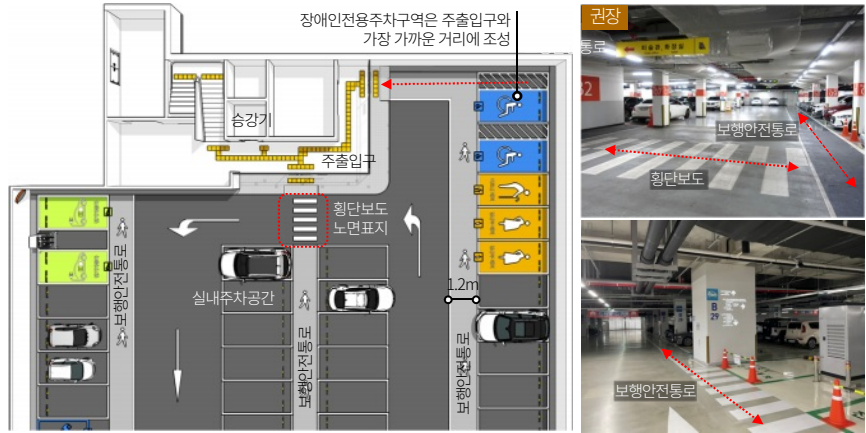 장애인전용주차구역은 주출입구와
가장 가까운 거리에 조성
승강기
주출입구
횡단보도
노면표지
실내주차공간
1.2m
보행안전통로
보행안전통로
보행안전통로
권장
통로
보행안전통로
횡단보도
B2
보행안전통로
B
29